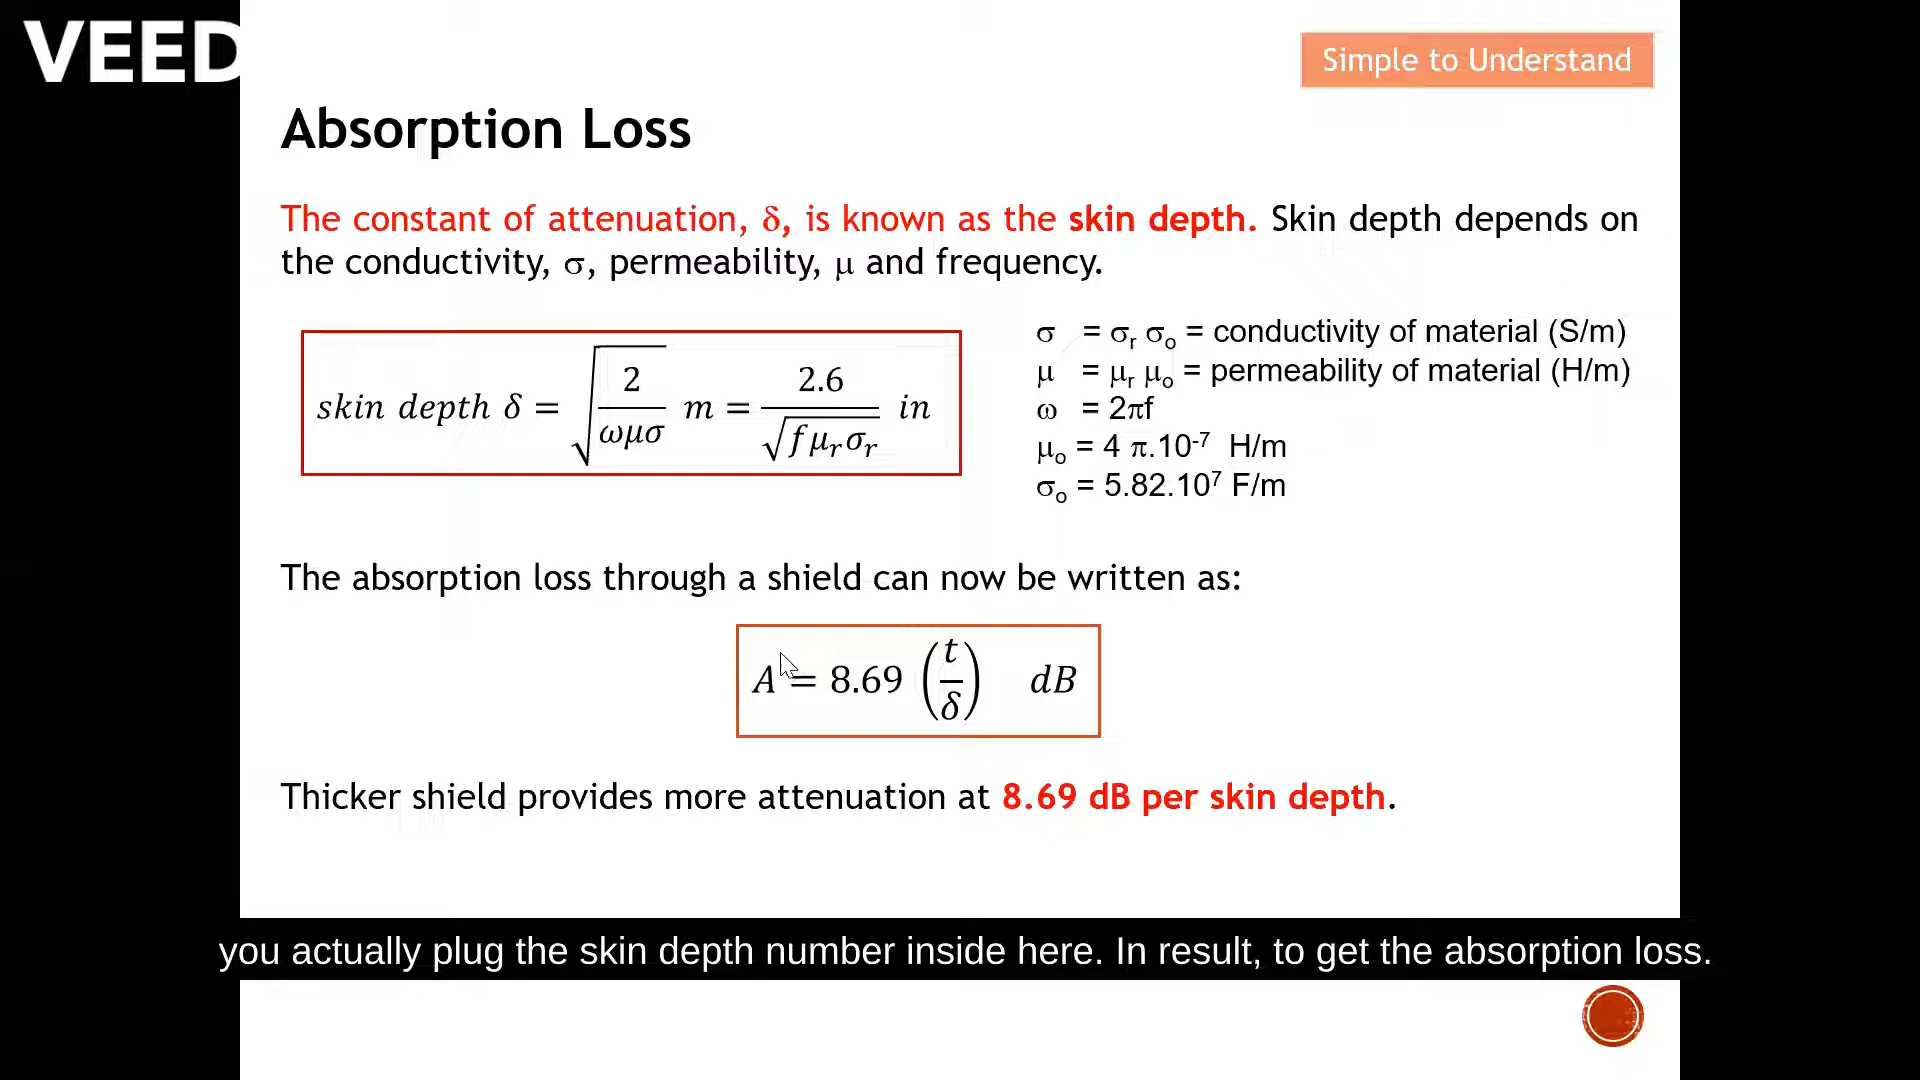 VEED
Simple to Understand
Absorption Loss
The constant of attenuation, δ, is known as the skin depth. Skin depth depends on
the conductivity, σ, permeability, μ and frequency.
skin depth δ = √(2/ωμσ) m = 2.6/√(fμᵣσᵣ) in
σ = σᵣ σₒ = conductivity of material (S/m)
μ = μᵣ μₒ = permeability of material (H/m)
ω = 2πf
μₒ = 4 π.10⁻⁷ H/m
σₒ = 5.82.10⁷ F/m
The absorption loss through a shield can now be written as:
A = 8.69 (t/δ) dB
Thicker shield provides more attenuation at 8.69 dB per skin depth.
you actually plug the skin depth number inside here. In result, to get the absorption loss.